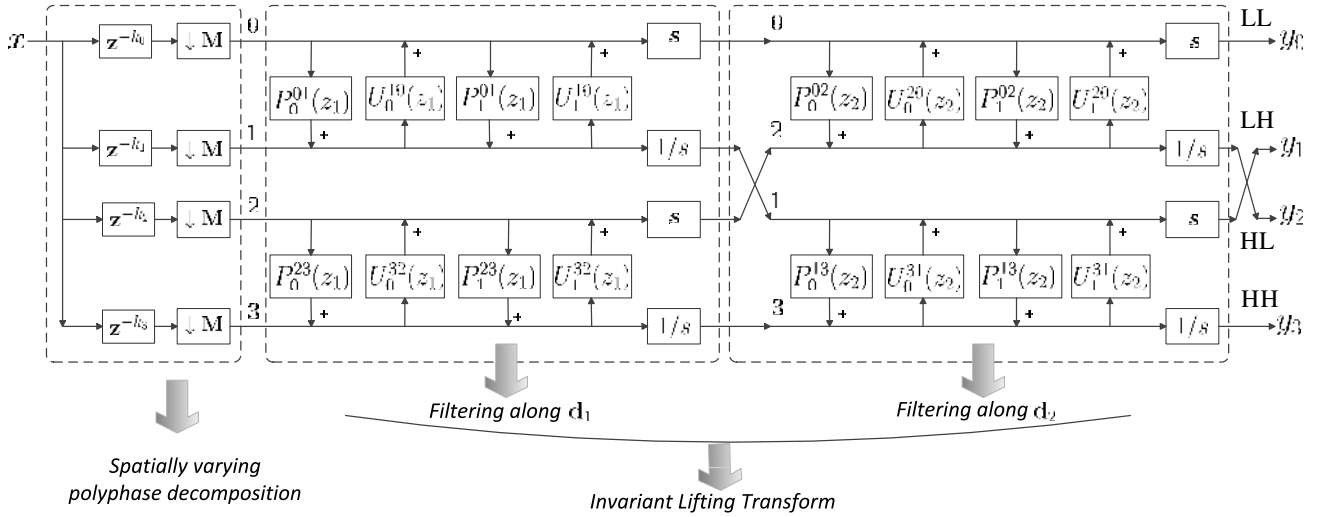 x z^{-k_0} ↓ M 0 s 0 s LL y_0
P_0^{01}(z_1) U_0^{10}(z_1) P_1^{01}(z_1) U_1^{10}(z_1) P_0^{02}(z_2) U_0^{20}(z_2) P_1^{02}(z_2) U_1^{20}(z_2)
+ + + + + + + +
z^{-k_1} ↓ M 1 1/s 2 1/s LH y_1
z^{-k_2} ↓ M 2 s 1 s y_2
HL
+ + + + + + + +
P_0^{23}(z_1) U_0^{32}(z_1) P_1^{23}(z_1) U_1^{32}(z_1) P_0^{13}(z_2) U_0^{31}(z_2) P_1^{13}(z_2) U_1^{31}(z_2)
z^{-k_3} ↓ M 3 1/s 3 1/s HH y_3
Filtering along d_1
Filtering along d_2
Spatially varying
polyphase decomposition
Invariant Lifting Transform